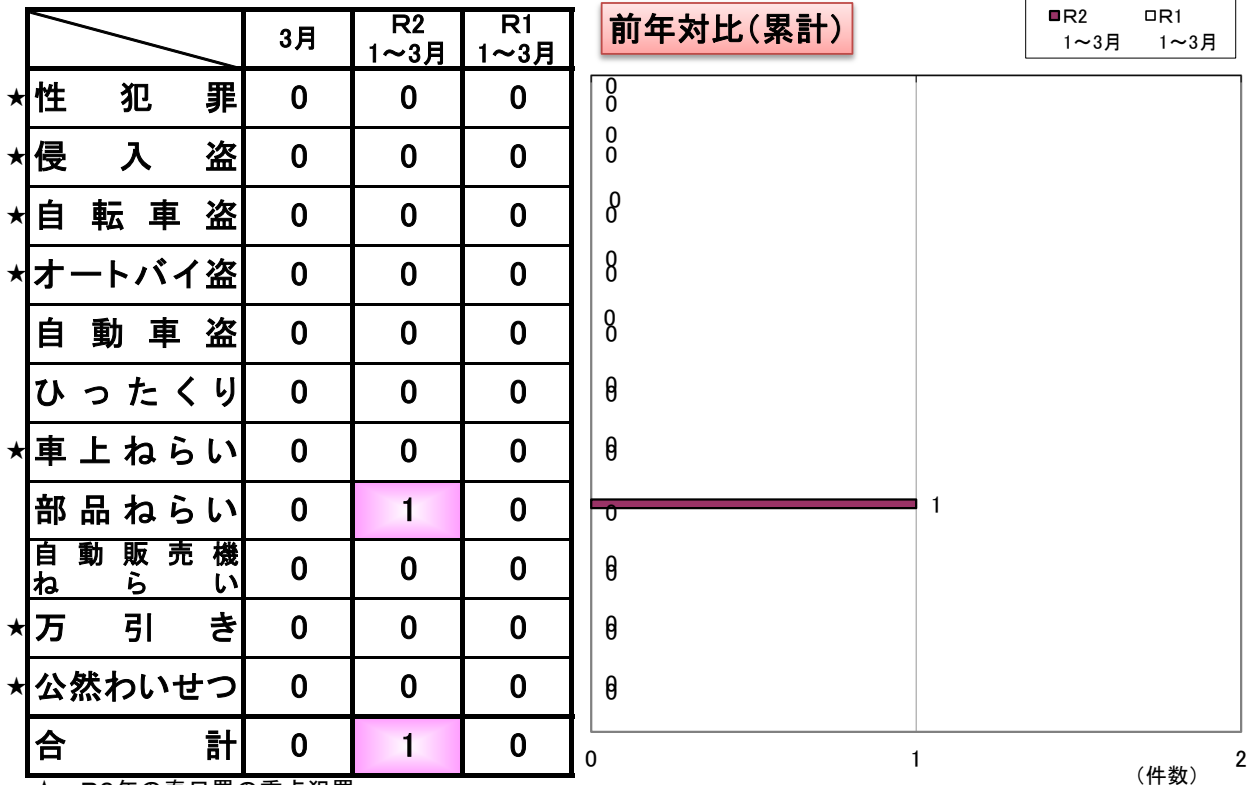 3月 R2 R1
1～3月 1～3月
★性犯罪 0 0 0
★侵入盗 0 0 0
★自転車盗 0 0 0
★オートバイ盗 0 0 0
自動車盗 0 0 0
ひったくり 0 0 0
★車上ねらい 0 0 0
部品ねらい 0 1 0
自動販売機
ねらい 0 0 0
★万引き 0 0 0
★公然わいせつ 0 0 0
合計 0 1 0
前年対比（累計）
R2 R1
1～3月 1～3月
0
0
0
0
0
0
0
0
0
0
0
0
0
0
1
0
0
0
0
0
0
0
0 1 2
（件数）